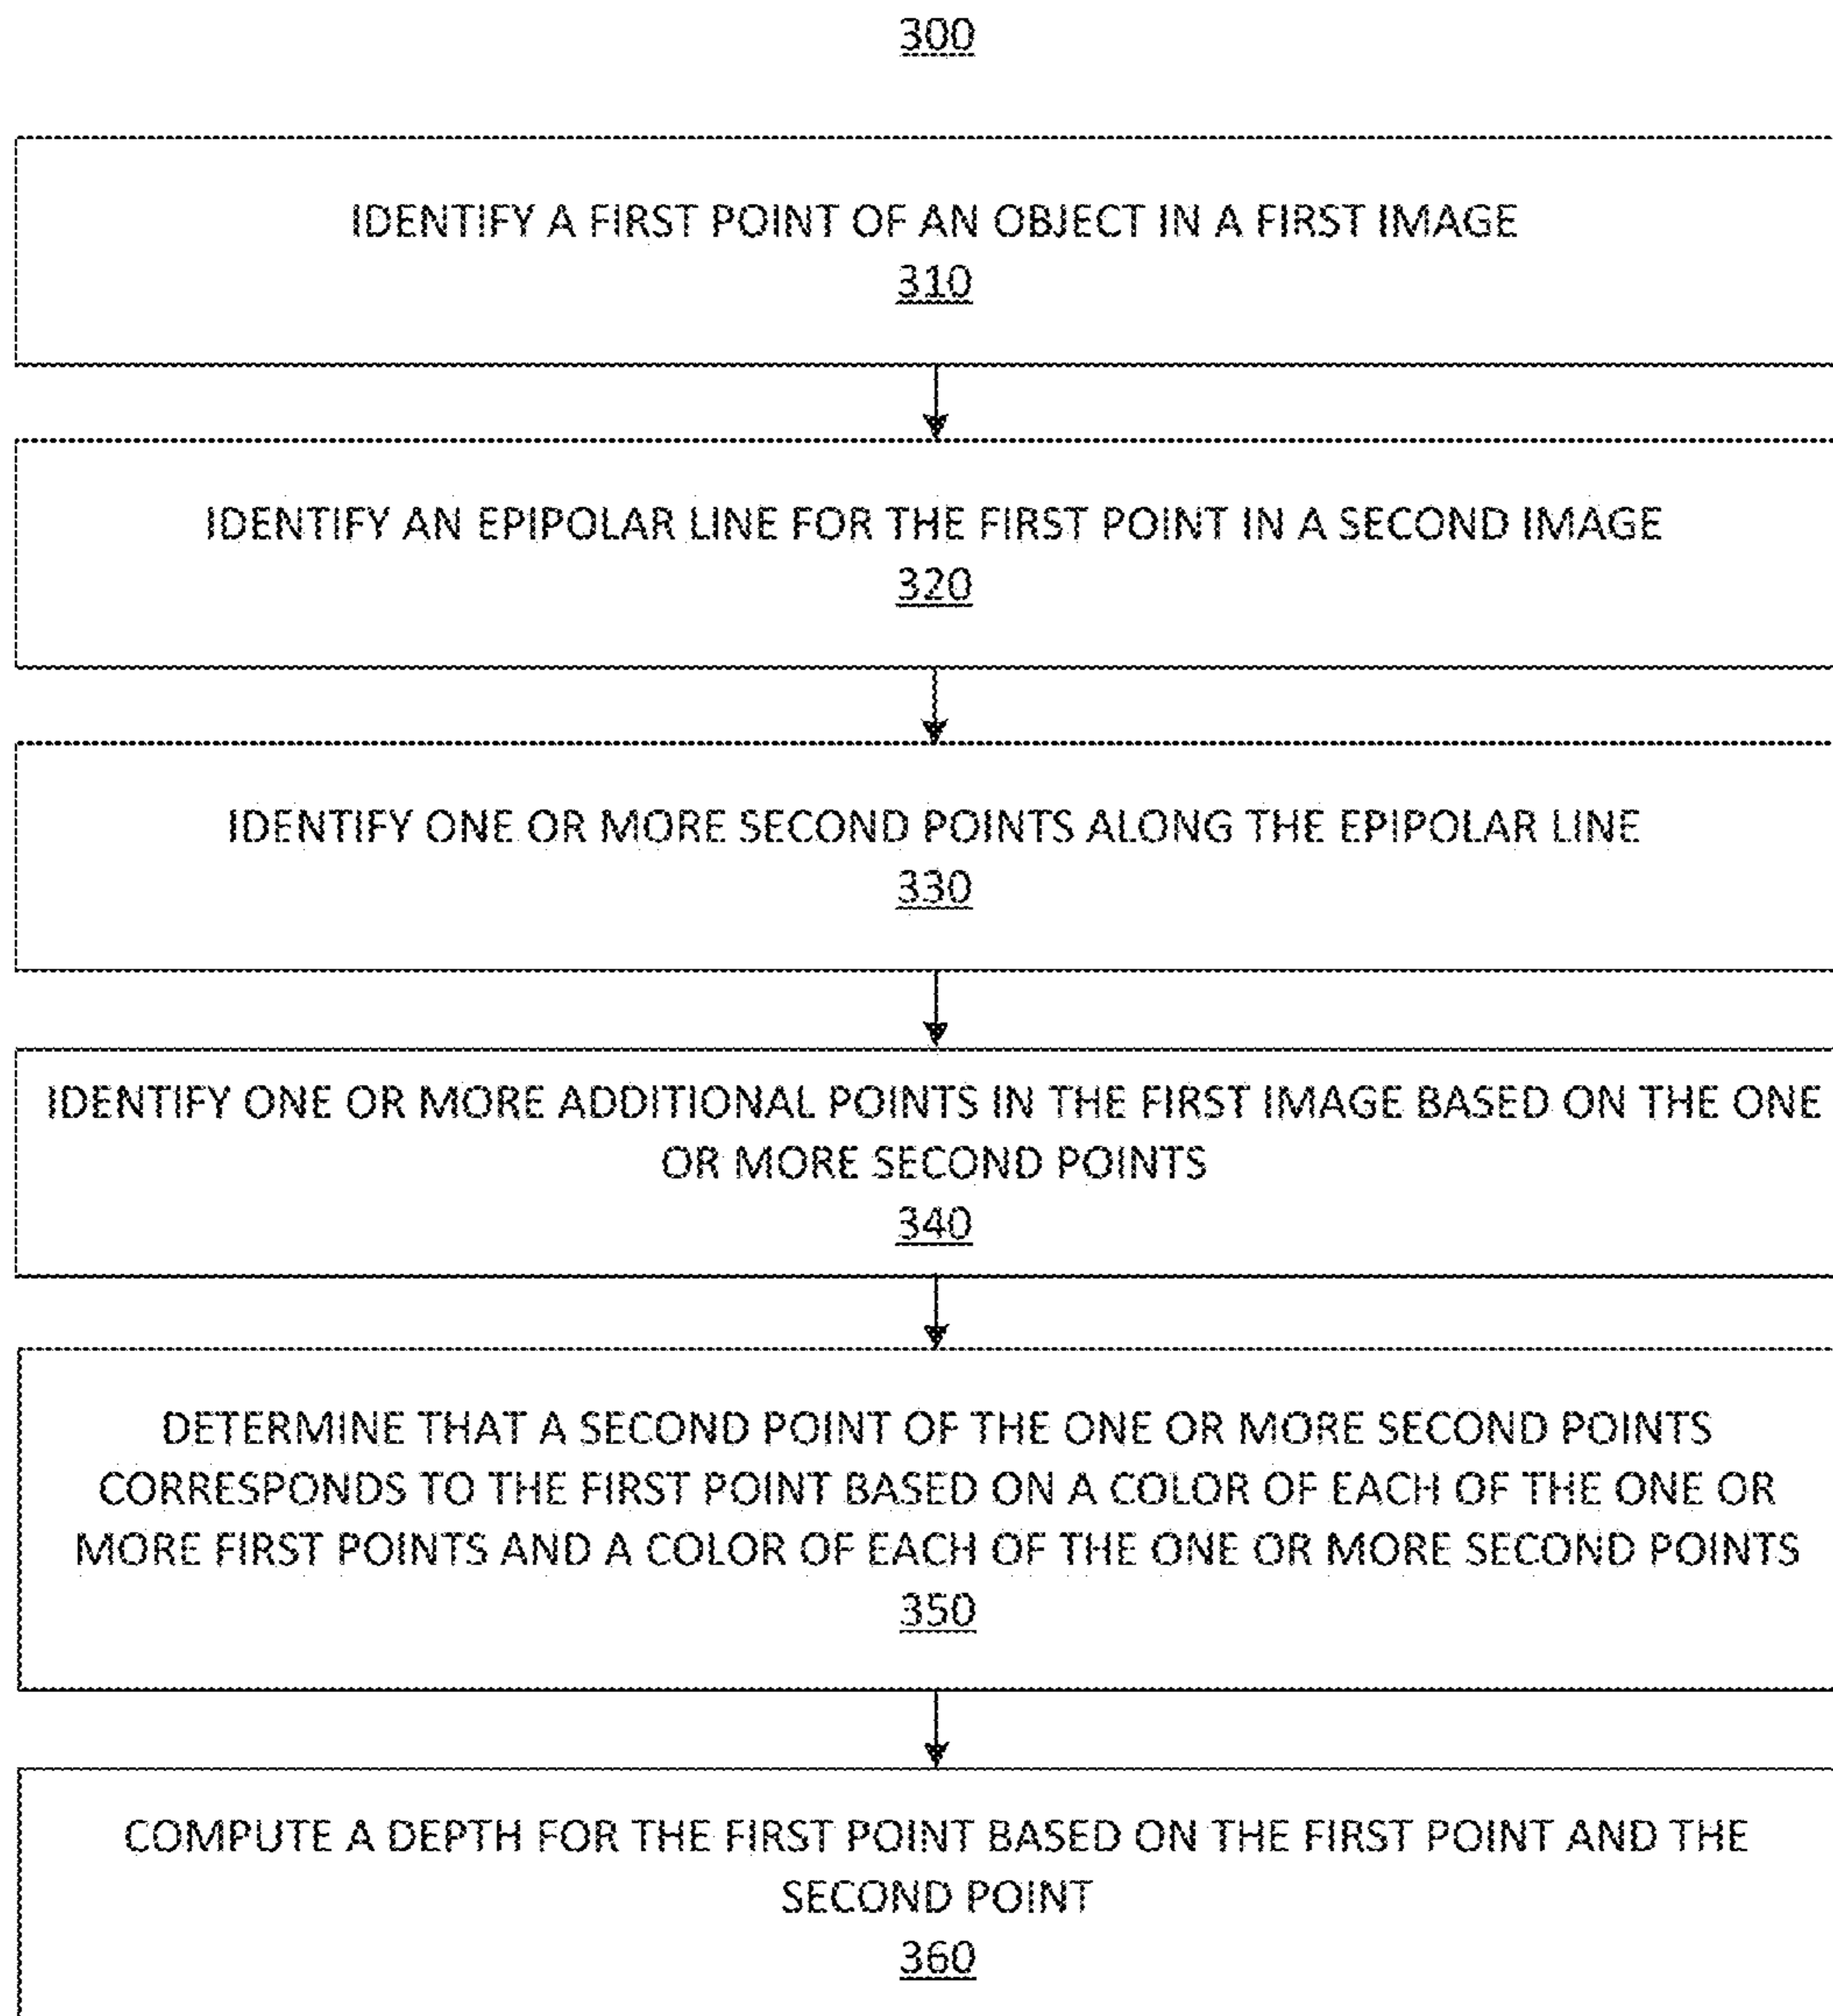 300
IDENTIFY A FIRST POINT OF AN OBJECT IN A FIRST IMAGE
310
IDENTIFY AN EPIPOLAR LINE FOR THE FIRST POINT IN A SECOND IMAGE
320
IDENTIFY ONE OR MORE SECOND POINTS ALONG THE EPIPOLAR LINE
330
IDENTIFY ONE OR MORE ADDITIONAL POINTS IN THE FIRST IMAGE BASED ON THE ONE
OR MORE SECOND POINTS
340
DETERMINE THAT A SECOND POINT OF THE ONE OR MORE SECOND POINTS
CORRESPONDS TO THE FIRST POINT BASED ON A COLOR OF EACH OF THE ONE OR
MORE FIRST POINTS AND A COLOR OF EACH OF THE ONE OR MORE SECOND POINTS
350
COMPUTE A DEPTH FOR THE FIRST POINT BASED ON THE FIRST POINT AND THE
SECOND POINT
360